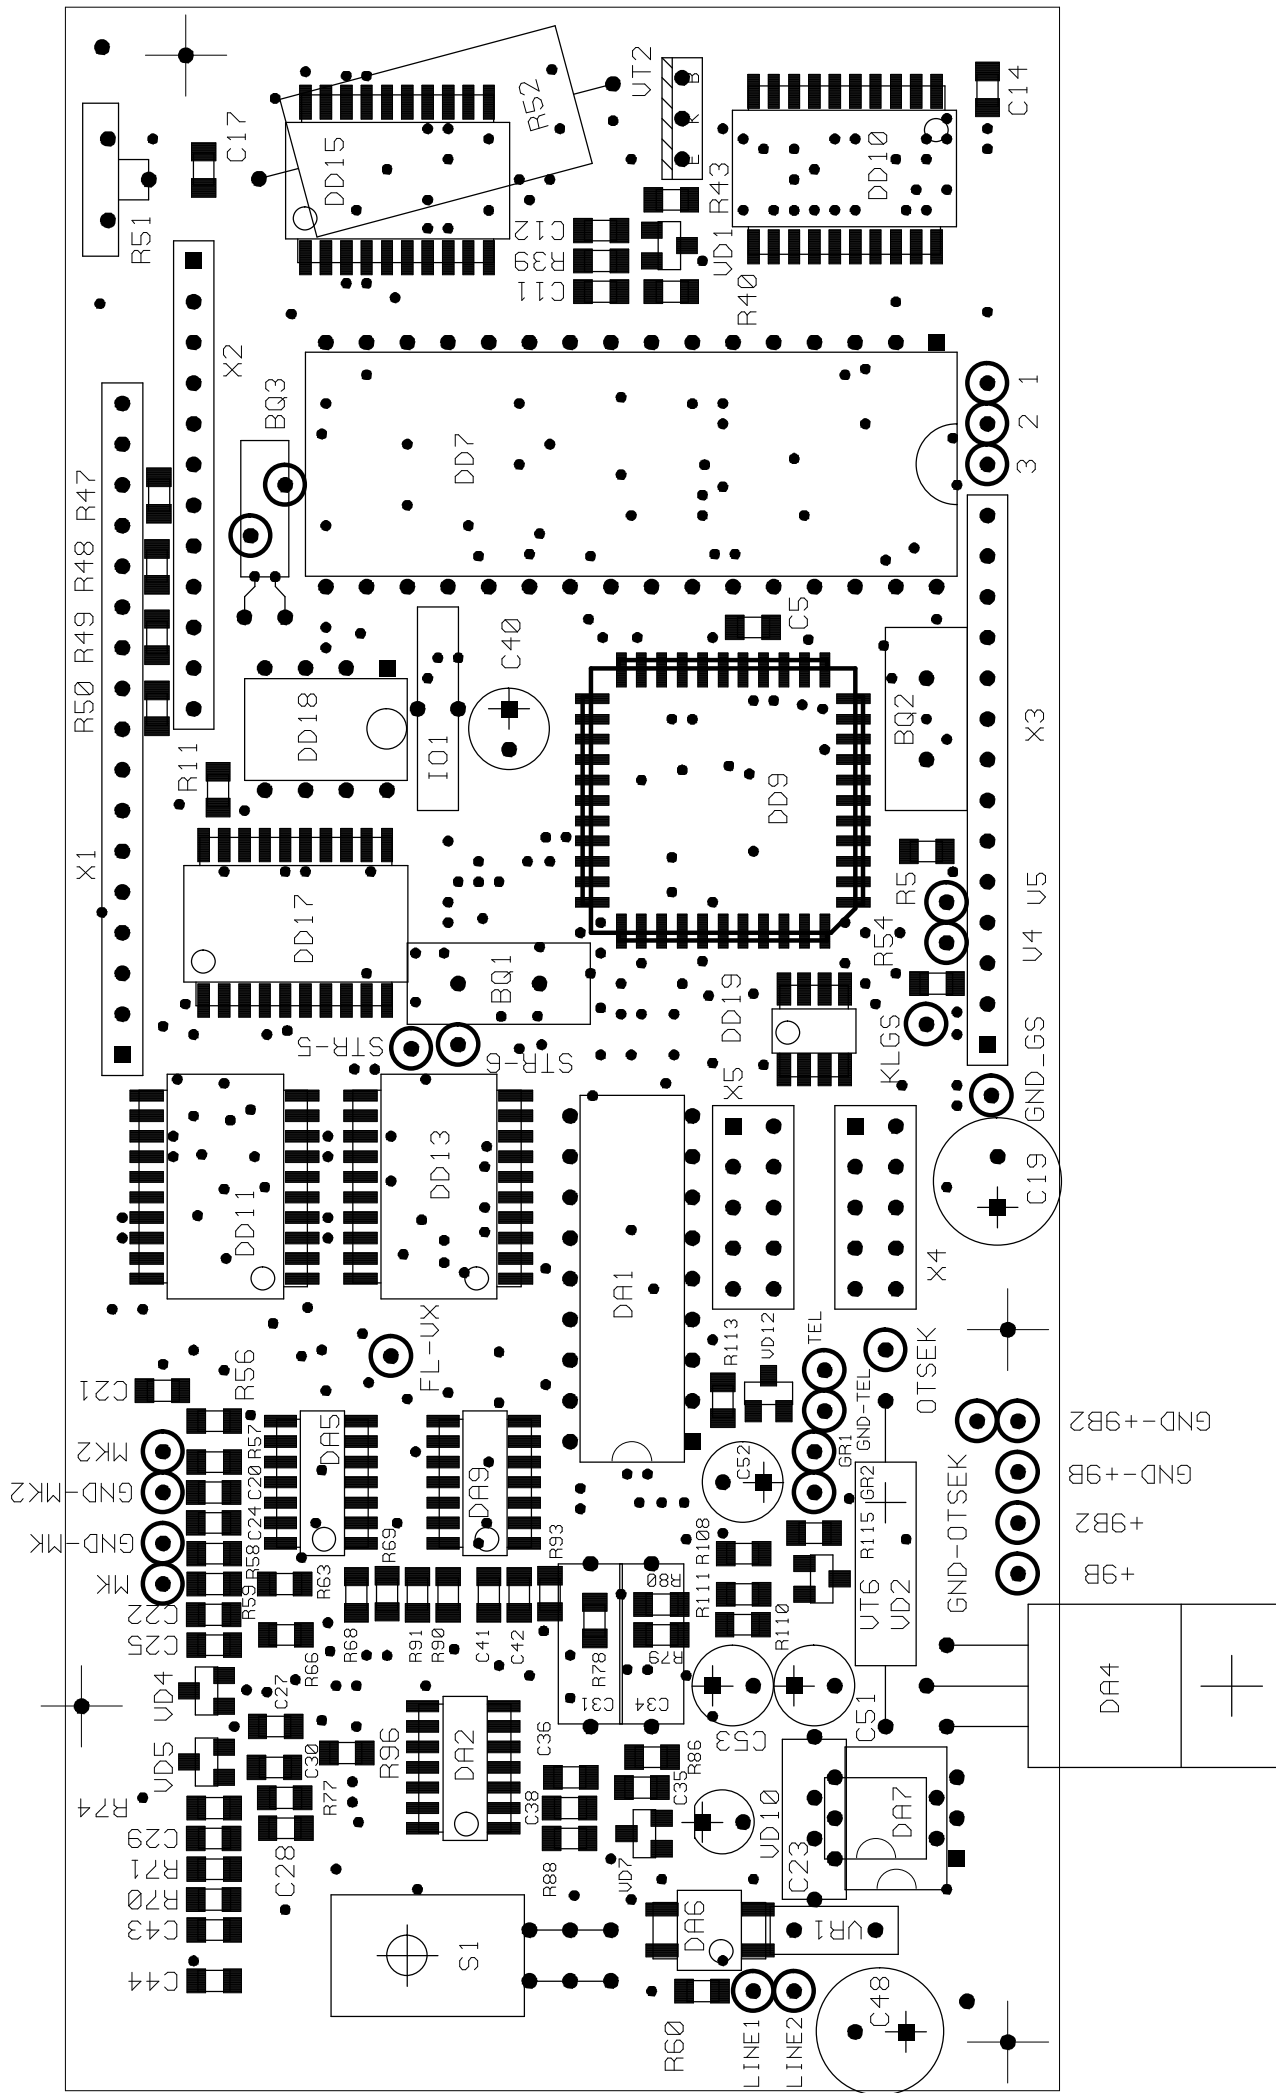 C17
R51
DD15
R52
VT2
B
K
E
DD10
C14
R43
C12
R39
C11
VD1
R40
X2
BQ3
DD7
1
2
3
R47
R48
R49
R50
R11
X1
DD18
IO1
C40
C5
BQ2
X3
DD9
DD17
BQ1
R5
R54
V5
V4
DD19
KLGS
GND_GS
STR-5
STR-6
X5
DD11
DD13
DA1
C19
X4
FL-VX
R113
VD12
TEL
OTSEK
C21
R56
MK2
GND-MK2
GND-MK
MK
R57
C20
C24
R58
R59
DA5
DA9
R69
R63
R93
C52
GR1
GND-TEL
GR2
GND-+9B2
GND-+9B
+9B2
+9B
GND-OTSEK
R108
R115
VT6
VD2
R111
R110
R80
R79
R78
C31
C34
C22
C25
R68
R91
R90
C41
C42
R66
VD4
VD5
C27
C30
R77
R96
DA2
C36
C38
R88
R86
C35
VD7
C53
C51
DA4
VD10
C23
DA7
R74
C29
R71
R70
C43
C44
C28
S1
DA6
VR1
R60
LINE1
LINE2
C48